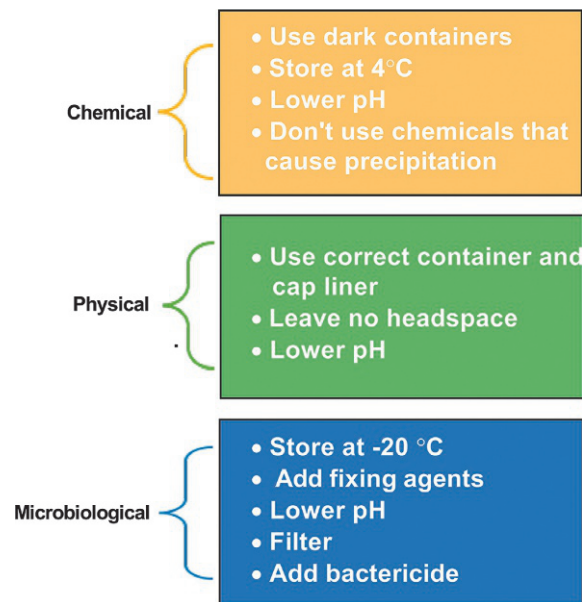 Chemical
• Use dark containers
• Store at 4°C
• Lower pH
• Don't use chemicals that
cause precipitation
Physical
• Use correct container and
cap liner
• Leave no headspace
• Lower pH
Microbiological
• Store at -20 °C
• Add fixing agents
• Lower pH
• Filter
• Add bactericide